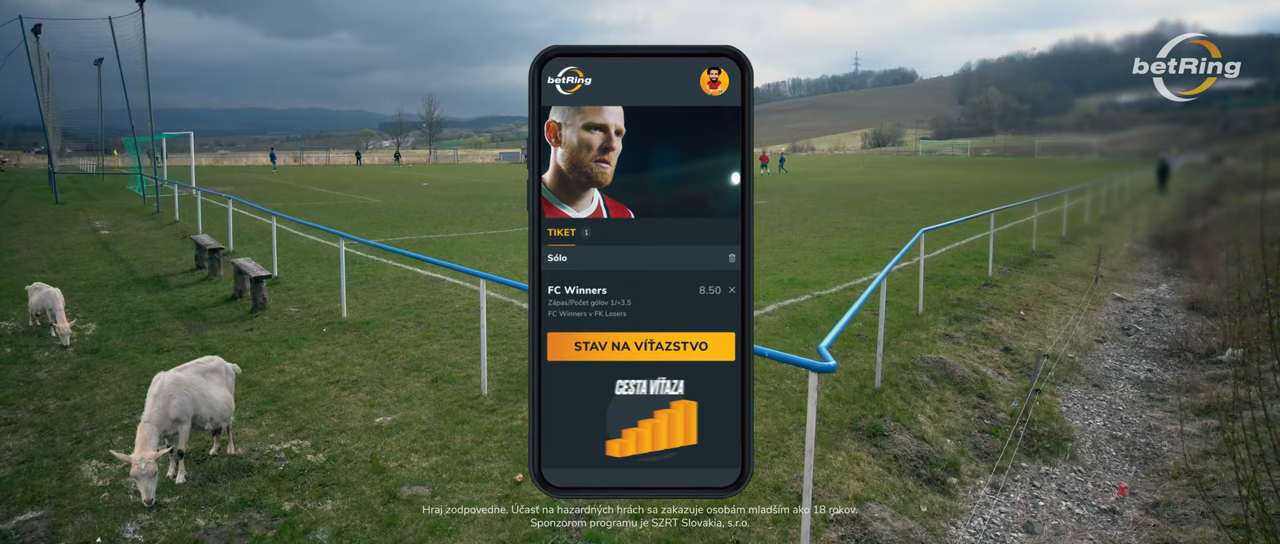 betRing
betRing
TIKET 1
Sólo
FC Winners 8.50 ×
Zápas/Počet gólov 1/+3.5
FC Winners v FK Losers
STAV NA VÍŤAZSTVO
CESTA VÍŤAZA
Hraj zodpovedne. Účasť na hazardných hrách sa zakazuje osobám mladším ako 18 rokov.
Sponzorom programu je SZRT Slovakia, s.r.o.